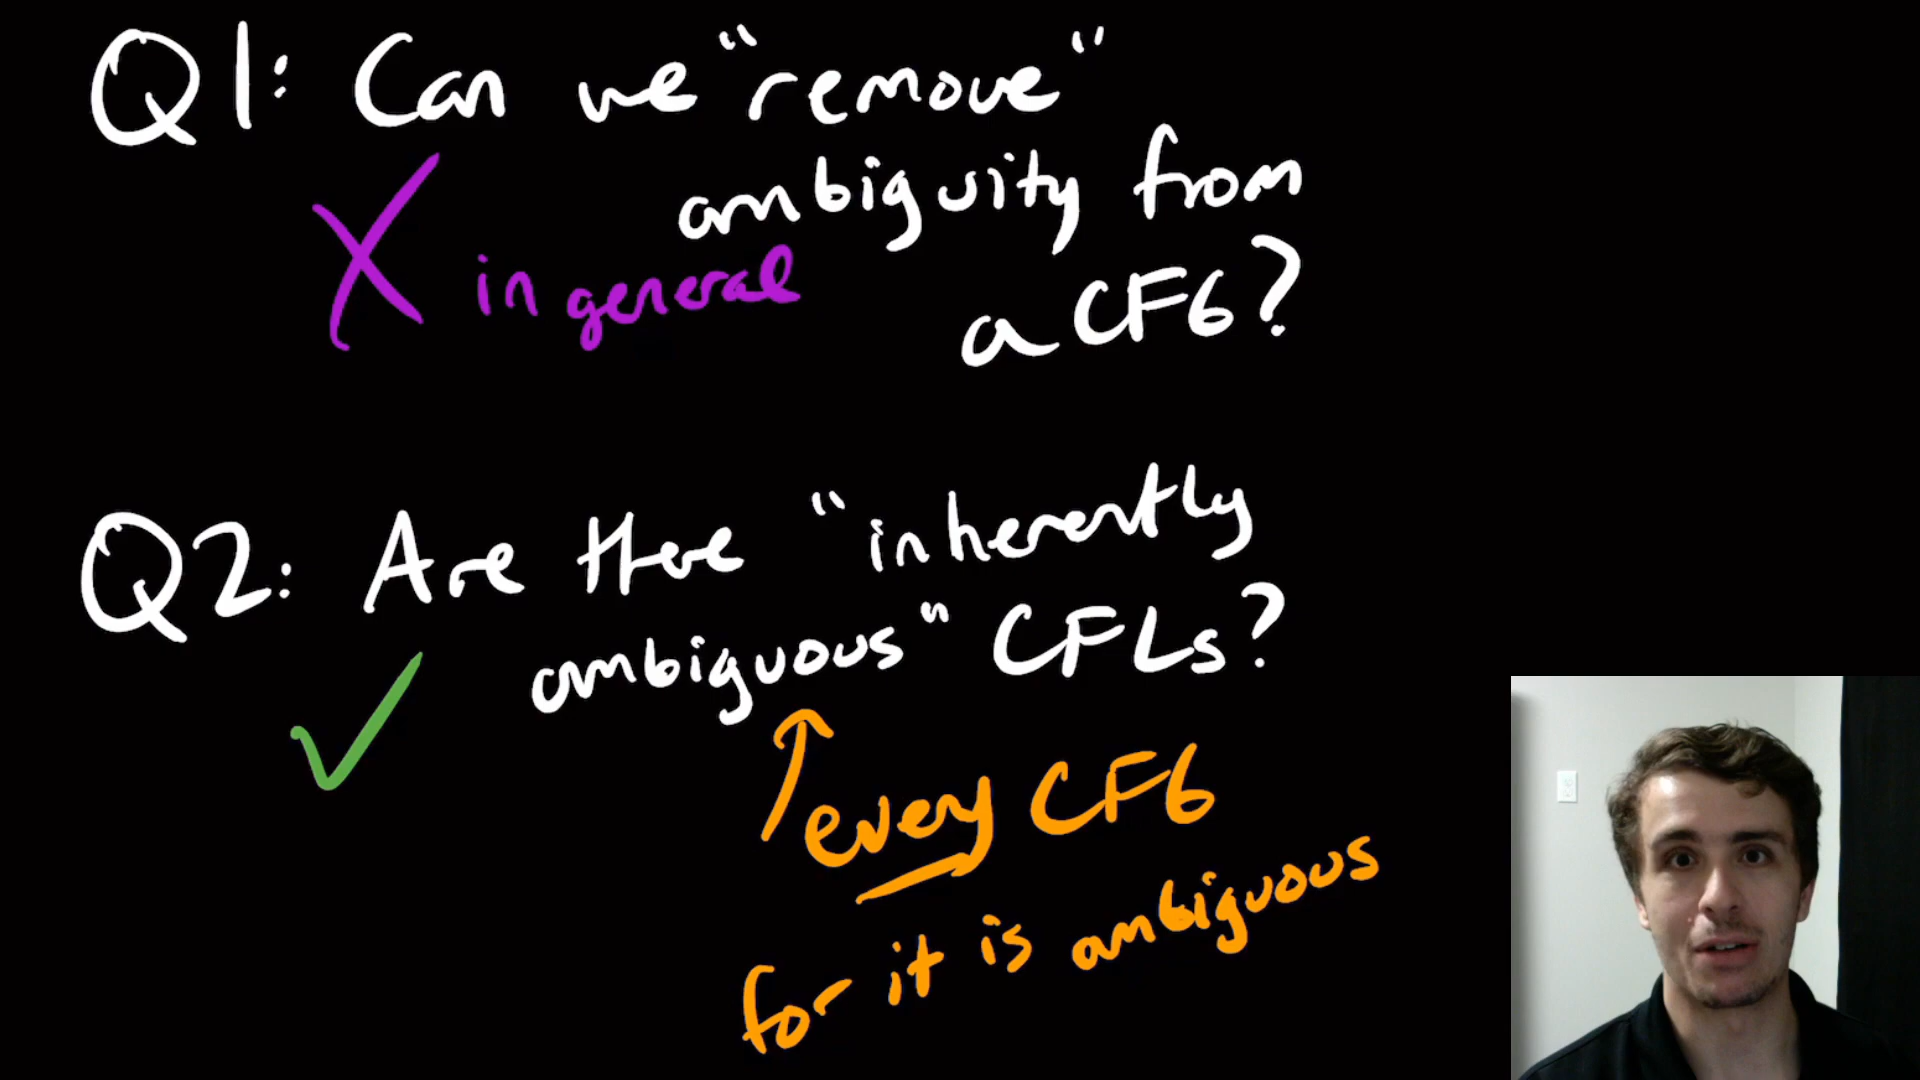 Q1: Can we "remove"
ambiguity from
a CFG?
X in general
Q2: Are there "inherently
ambiguous" CFLs?
✓
every CFG
for it is ambiguous